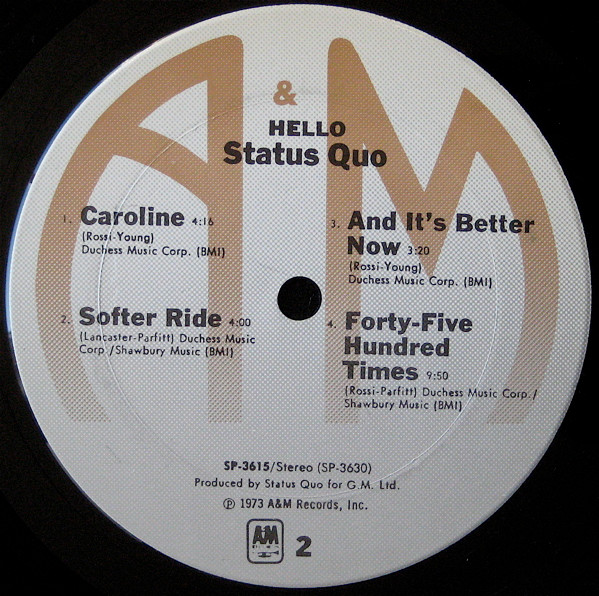 A & M
HELLO
Status Quo
1. Caroline 4:16
(Rossi-Young)
Duchess Music Corp. (BMI)
2. Softer Ride 4:00
(Lancaster-Parfitt) Duchess Music
Corp./Shawbury Music (BMI)
3. And It's Better
Now 3:20
(Rossi-Young)
Duchess Music Corp. (BMI)
4. Forty-Five
Hundred
Times 9:50
(Rossi-Parfitt) Duchess Music Corp./
Shawbury Music (BMI)
SP-3615/Stereo (SP-3630)
Produced by Status Quo for G.M. Ltd.
℗ 1973 A&M Records, Inc.
A&M
2